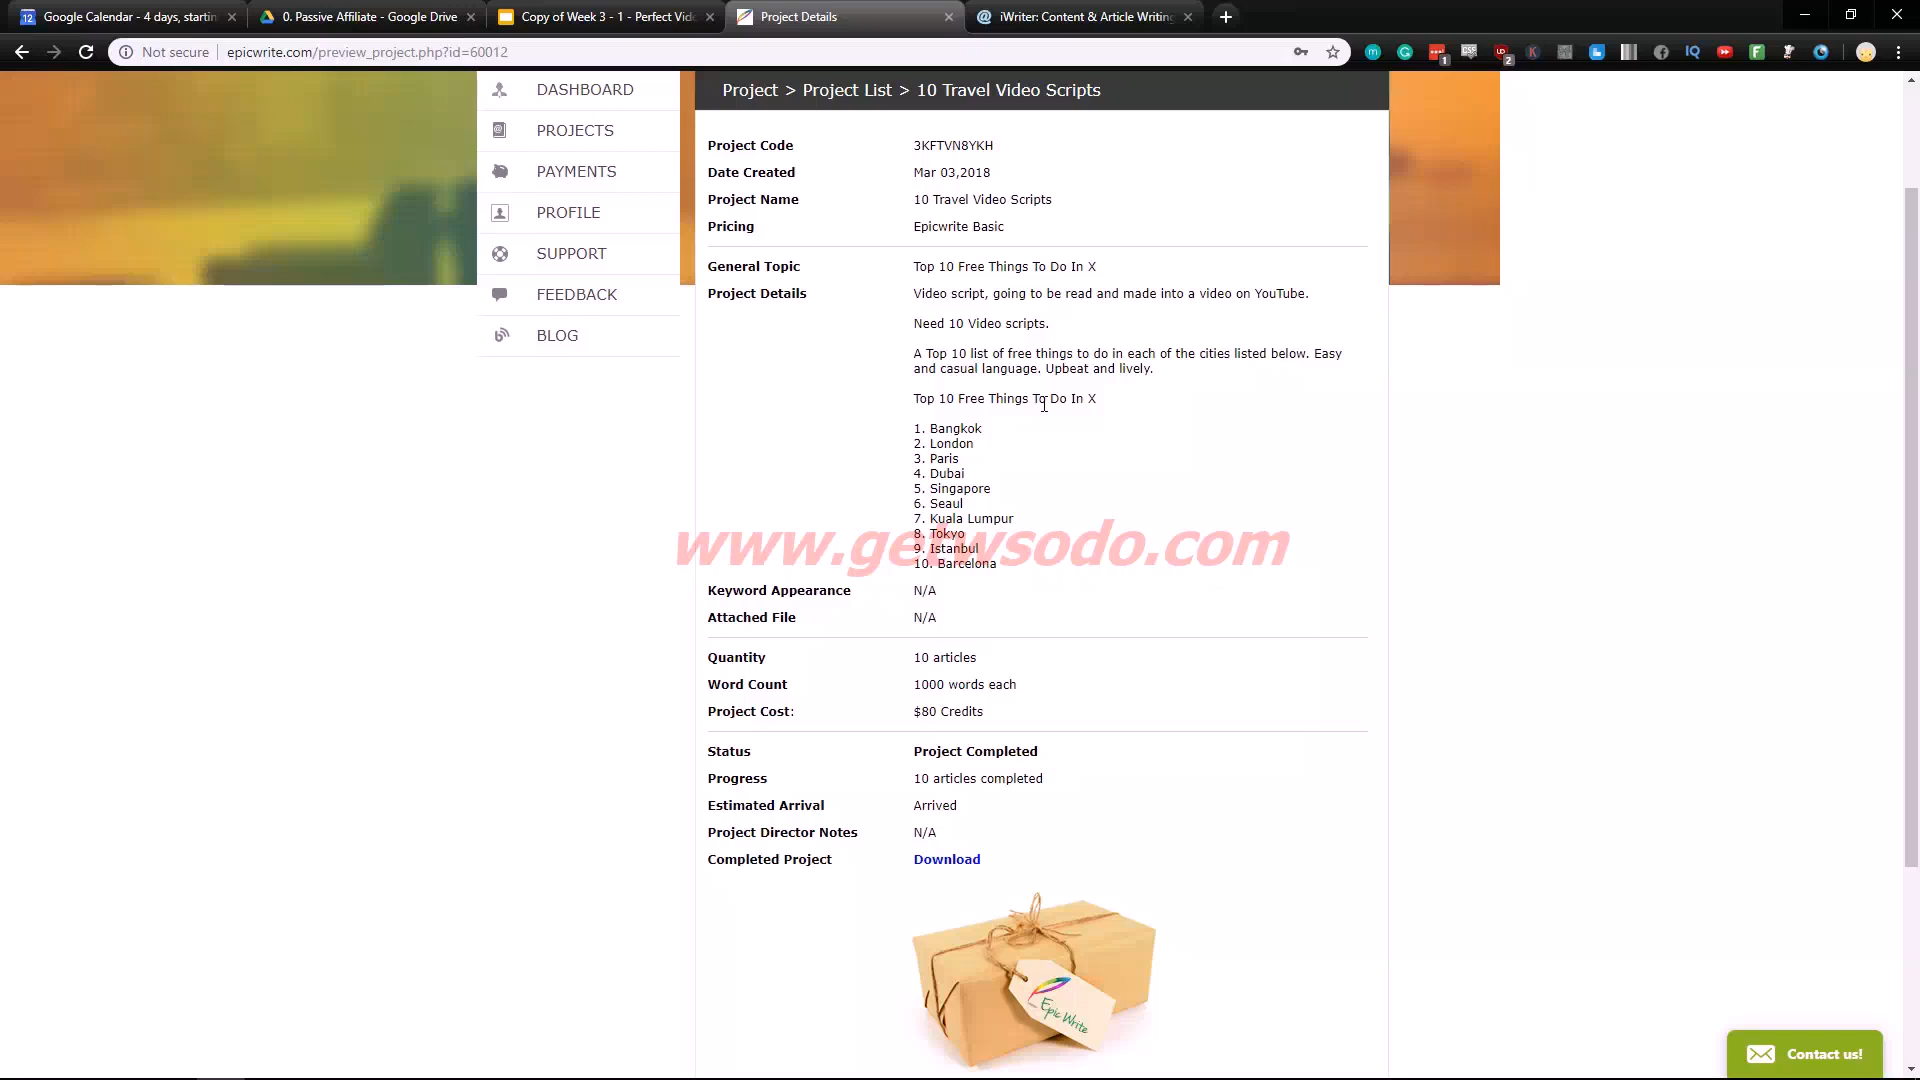 Google Calendar - 4 days, startin
0. Passive Affiliate - Google Drive
Copy of Week 3 - 1 - Perfect Vide
Project Details
iWriter: Content & Article Writing
Not secure
epicwrite.com/preview_project.php?id=60012
DASHBOARD
PROJECTS
PAYMENTS
PROFILE
SUPPORT
FEEDBACK
BLOG
Project > Project List > 10 Travel Video Scripts
Project Code 3KFTVN8YKH
Date Created Mar 03,2018
Project Name 10 Travel Video Scripts
Pricing Epicwrite Basic
General Topic Top 10 Free Things To Do In X
Project Details Video script, going to be read and made into a video on YouTube.
Need 10 Video scripts.
A Top 10 list of free things to do in each of the cities listed below. Easy
and casual language. Upbeat and lively.
Top 10 Free Things To Do In X
1. Bangkok
2. London
3. Paris
4. Dubai
5. Singapore
6. Seaul
7. Kuala Lumpur
8. Tokyo
9. Istanbul
10. Barcelona
www.getwsodo.com
Keyword Appearance N/A
Attached File N/A
Quantity 10 articles
Word Count 1000 words each
Project Cost: $80 Credits
Status Project Completed
Progress 10 articles completed
Estimated Arrival Arrived
Project Director Notes N/A
Completed Project Download
Epic Write
Contact us!